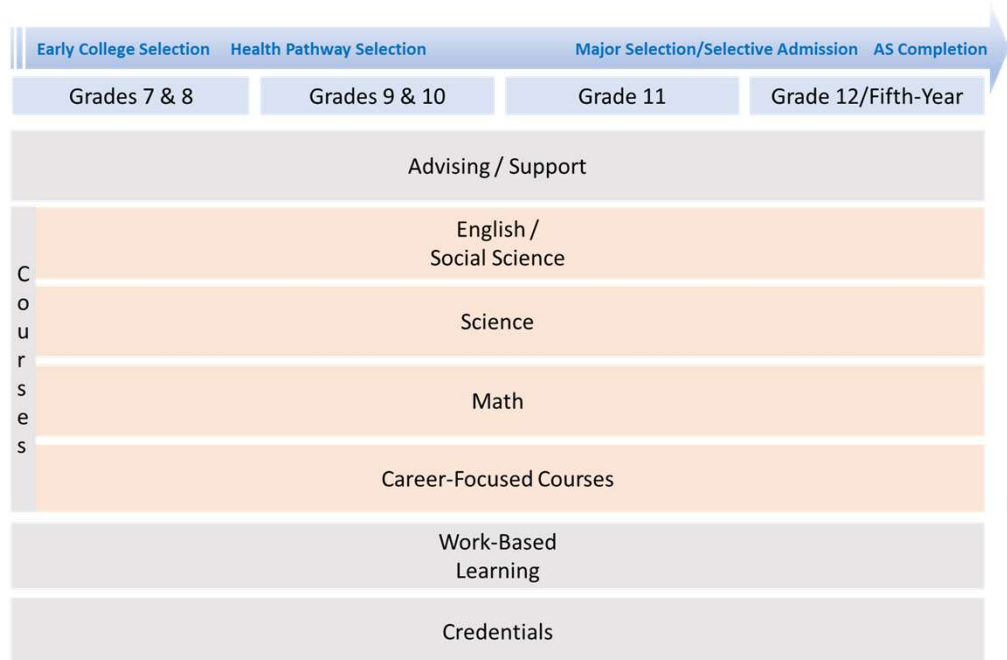 Early College Selection Health Pathway Selection Major Selection/Selective Admission AS Completion
Grades 7 & 8 Grades 9 & 10 Grade 11 Grade 12/Fifth-Year
Advising / Support
Courses
English /
Social Science
Science
Math
Career-Focused Courses
Work-Based
Learning
Credentials